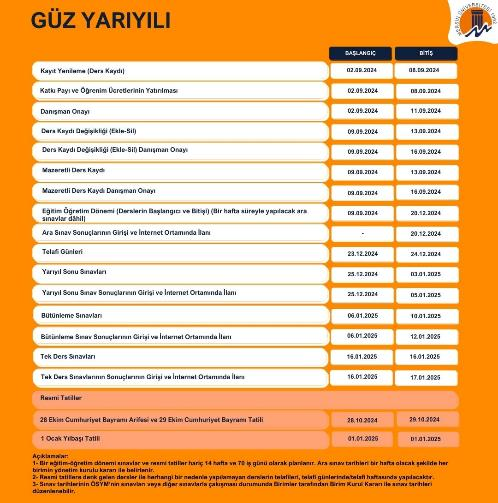 GÜZ YARIYILI
MERSİN ÜNİVERSİTESİ 1992
BAŞLANGIÇ BİTİŞ
Kayıt Yenileme (Ders Kaydı) 02.09.2024 08.09.2024
Katkı Payı ve Öğrenim Ücretlerinin Yatırılması 02.09.2024 08.09.2024
Danışman Onayı 02.09.2024 11.09.2024
Ders Kaydı Değişikliği (Ekle-Sil) 09.09.2024 13.09.2024
Ders Kaydı Değişikliği (Ekle-Sil) Danışman Onayı 09.09.2024 16.09.2024
Mazeretli Ders Kaydı 09.09.2024 13.09.2024
Mazeretli Ders Kaydı Danışman Onayı 09.09.2024 16.09.2024
Eğitim Öğretim Dönemi (Derslerin Başlangıcı ve Bitişi) (Bir hafta süreyle yapılacak ara
sınavlar dâhil) 09.09.2024 20.12.2024
Ara Sınav Sonuçlarının Girişi ve İnternet Ortamında İlanı - 20.12.2024
Telafi Günleri 23.12.2024 24.12.2024
Yarıyıl Sonu Sınavları 25.12.2024 03.01.2025
Yarıyıl Sonu Sınav Sonuçlarının Girişi ve İnternet Ortamında İlanı 25.12.2024 05.01.2025
Bütünleme Sınavları 06.01.2025 10.01.2025
Bütünleme Sınav Sonuçlarının Girişi ve İnternet Ortamında İlanı 06.01.2025 12.01.2025
Tek Ders Sınavları 16.01.2025 16.01.2025
Tek Ders Sınavlarının Sonuçlarının Girişi ve İnternet Ortamında İlanı 16.01.2025 17.01.2025
Resmi Tatiller
28 Ekim Cumhuriyet Bayramı Arifesi ve 29 Ekim Cumhuriyet Bayramı Tatili 28.10.2024 29.10.2024
1 Ocak Yılbaşı Tatili 01.01.2025 01.01.2025
Açıklamalar:
1- Bir eğitim-öğretim dönemi sınavlar ve resmi tatiller hariç 14 hafta ve 70 iş günü olarak planlanır. Ara sınav tarihleri bir hafta olacak şekilde her
birimin yönetim kurulu kararı ile belirlenir.
2- Resmi tatillere denk gelen dersler ile herhangi bir nedenle yapılamayan derslerin telafileri, telafi günlerinde/telafi haftasında yapılacaktır.
3- Sınav tarihlerinin ÖSYM'nin sınavları veya diğer sınavlarla çakışması durumunda Birimler tarafından Birim Kurul Kararı ile sınav tarihleri
düzenlenebilir.